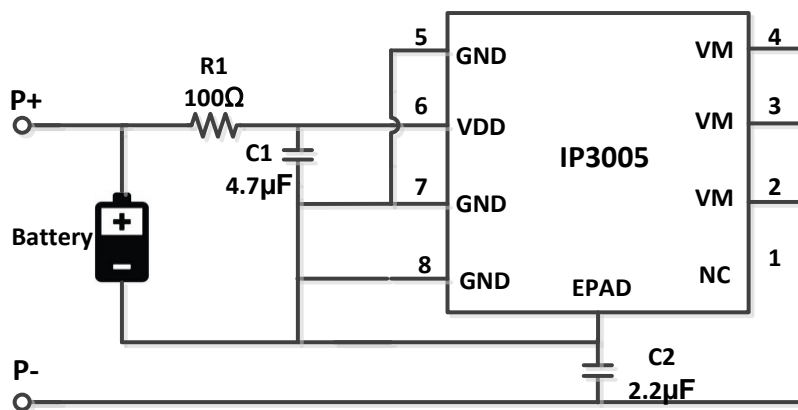 P+
R1
100Ω
C1
4.7μF
Battery
+
-
P-
5
6
7
8
GND
VDD
GND
GND
IP3005
EPAD
VM
VM
VM
NC
4
3
2
1
C2
2.2μF